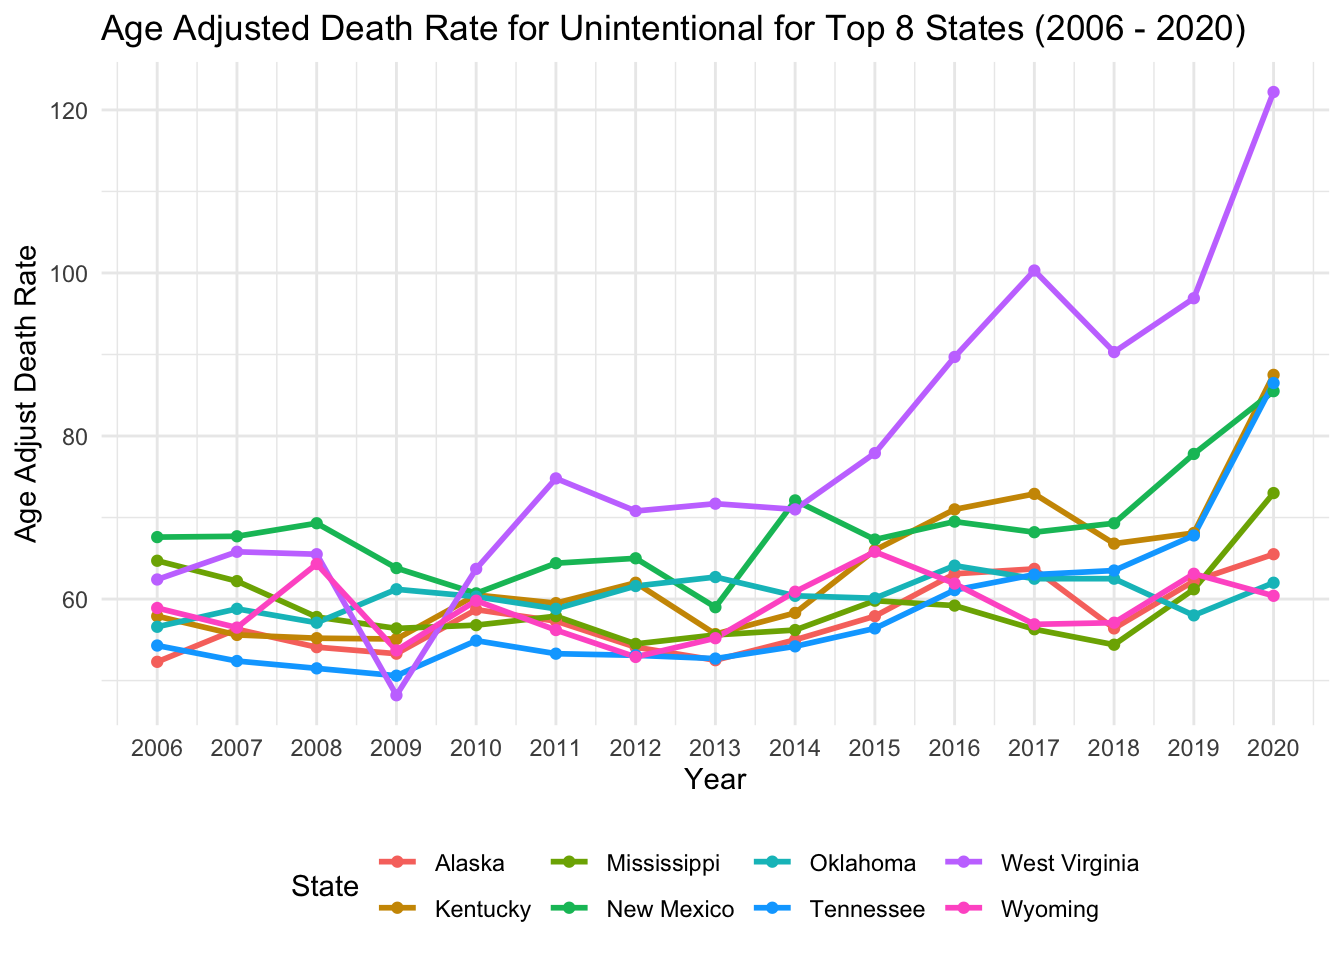 Age Adjusted Death Rate for Unintentional for Top 8 States (2006 - 2020)
Age Adjust Death Rate
120
100
80
60
2006 2007 2008 2009 2010 2011 2012 2013 2014 2015 2016 2017 2018 2019 2020
Year
State
Alaska Mississippi Oklahoma West Virginia
Kentucky New Mexico Tennessee Wyoming